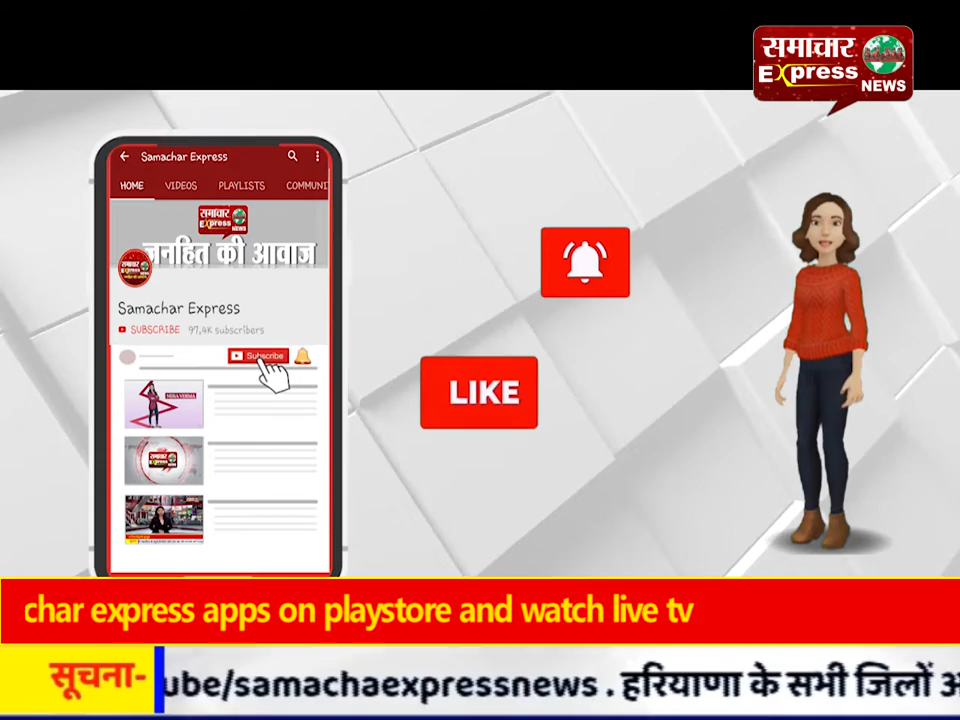 समाचार
Express
NEWS
Samachar Express
HOME VIDEOS PLAYLISTS COMMUNI
समाचार
Express
NEWS
जनहित की आवाज
Samachar Express
SUBSCRIBE 97.4K subscribers
Subscribe
LIKE
char express apps on playstore and watch live tv
सूचना- ube/samachaexpressnews . हरियाणा के सभी जिलों